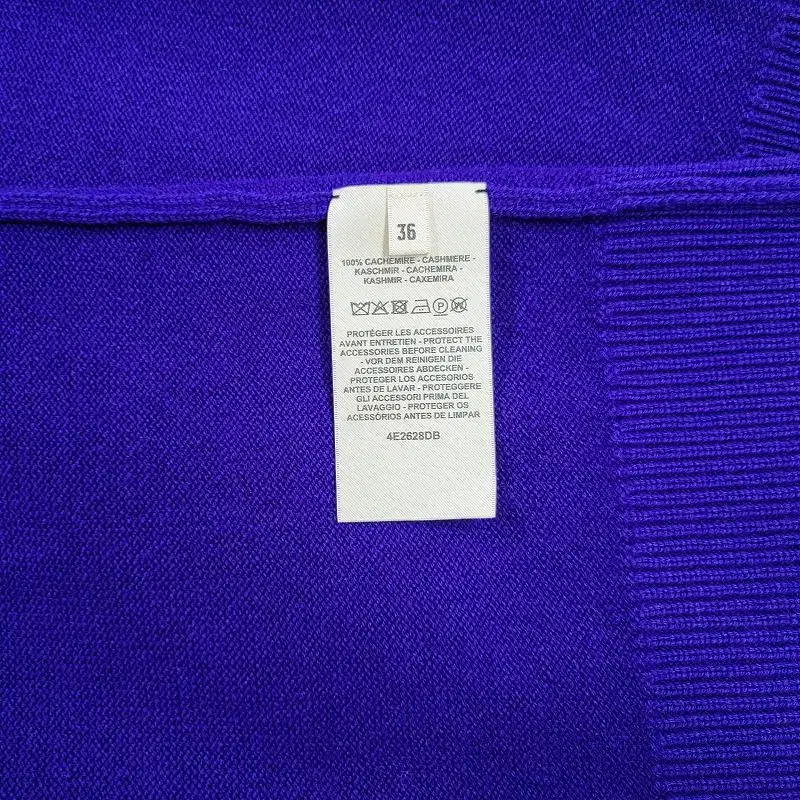 36
100% CACHEMIRE - CASHMERE -
KASCHMIR - CACHEMIRA -
KASHMIR - CAXEMIRA
PROTÉGER LES ACCESSOIRES
AVANT ENTRETIEN - PROTECT THE
ACCESSORIES BEFORE CLEANING
- VOR DEM REINIGEN DIE
ACCESSOIRES ABDECKEN -
PROTEGER LOS ACCESORIOS
ANTES DE LAVAR - PROTEGGERE
GLI ACCESSORI PRIMA DEL
LAVAGGIO - PROTEGER OS
ACESSÓRIOS ANTES DE LIMPAR
4E2628DB